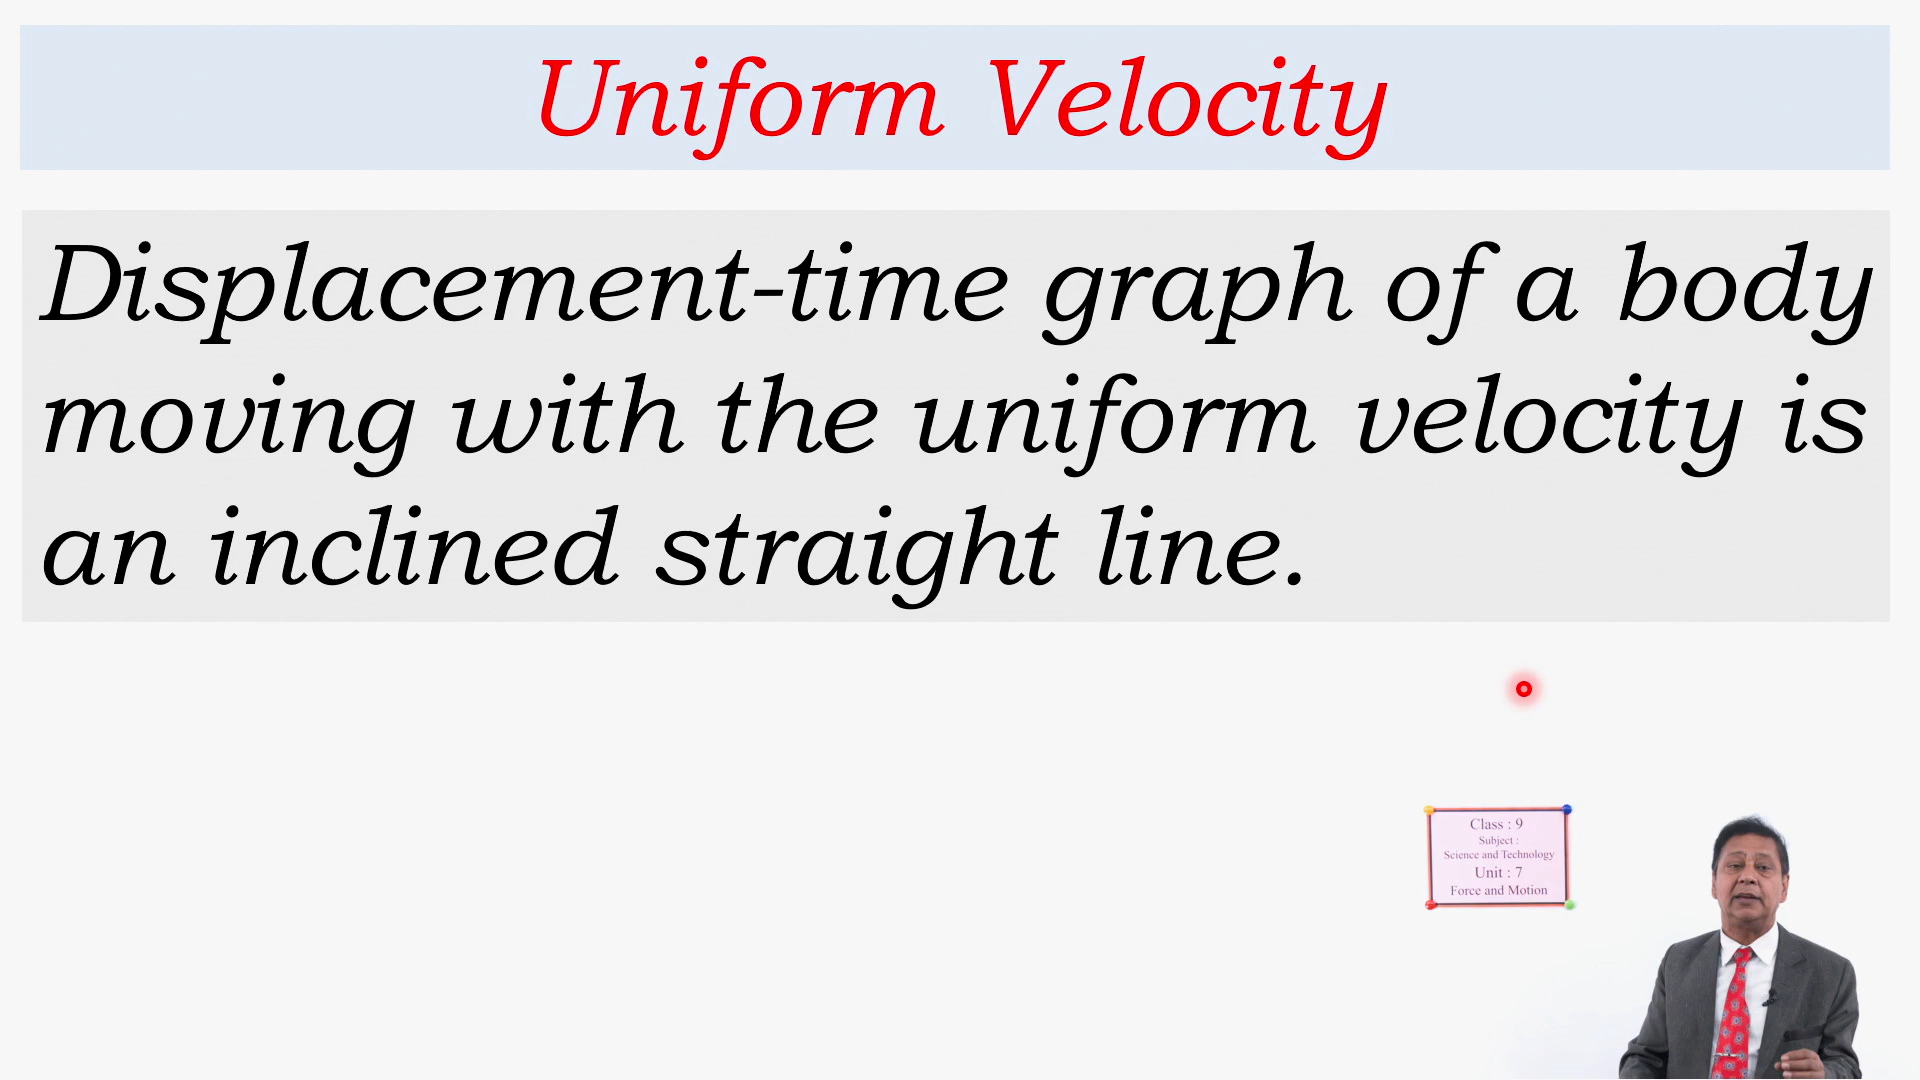 Uniform Velocity
Displacement-time graph of a body
moving with the uniform velocity is
an inclined straight line.
Class : 9
Subject :
Science and Technology
Unit : 7
Force and Motion